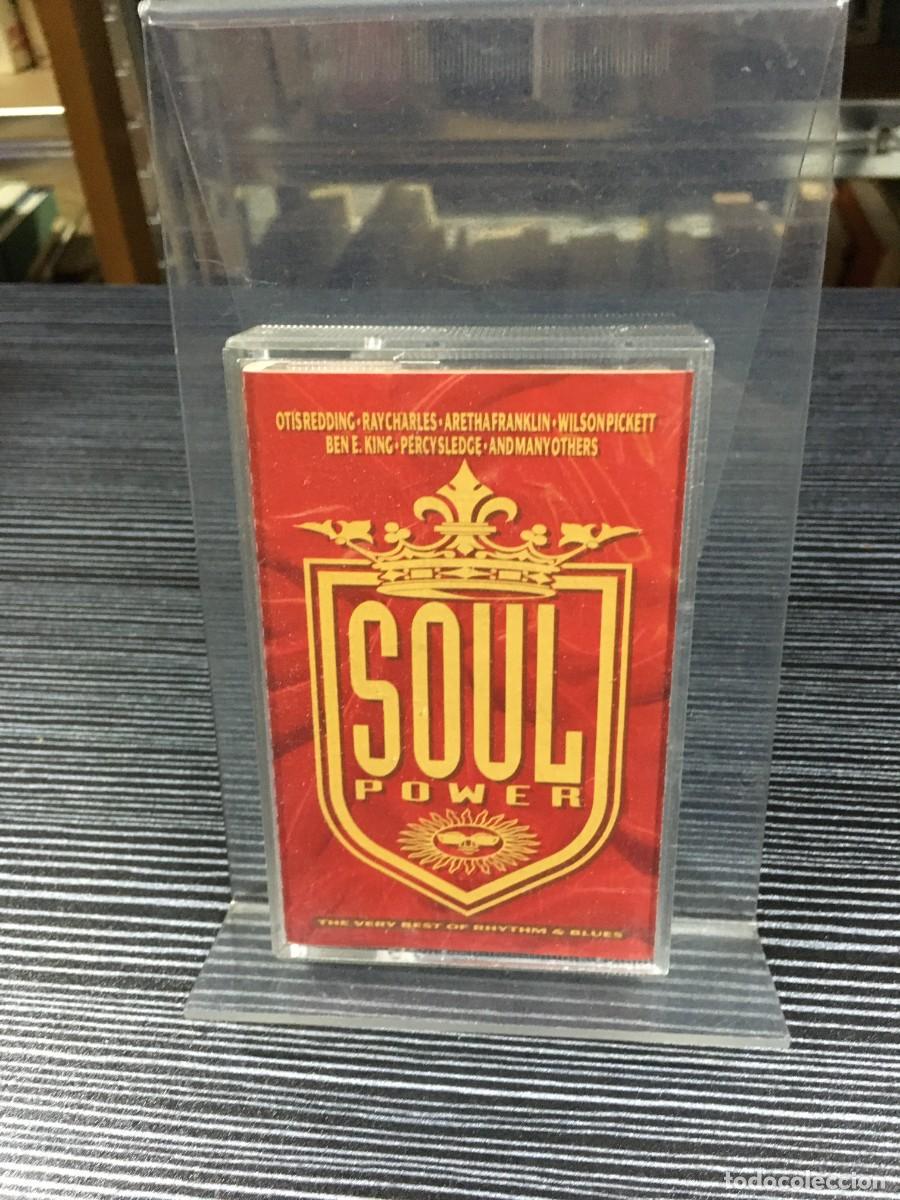 OTIS REDDING • RAY CHARLES • ARETHA FRANKLIN • WILSON PICKETT
BEN E. KING • PERCY SLEDGE • AND MANY OTHERS
SOUL
POWER
THE VERY BEST OF RHYTHM & BLUES
todocoleccion